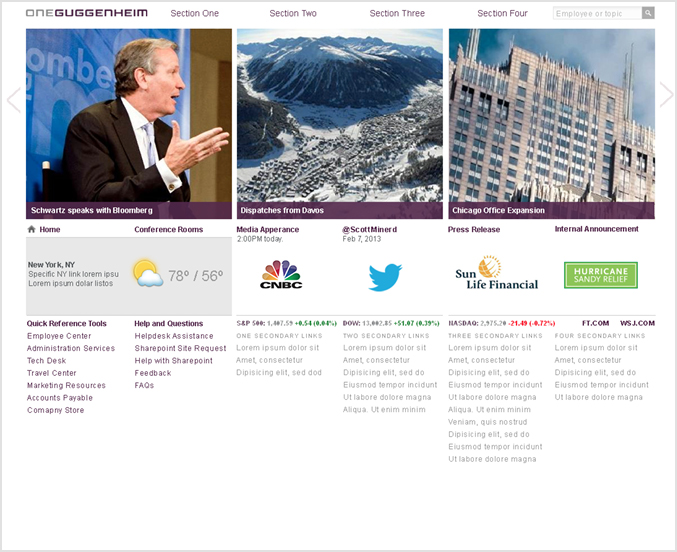 ONEGUGGENHEIM
Section One
Section Two
Section Three
Section Four
Employee or topic
oomberg
Schwartz speaks with Bloomberg
Dispatches from Davos
Chicago Office Expansion
Home
Conference Rooms
Media Apperance
2:00PM today.
@ScottMinerd
Feb 7, 2013
Press Release
Internal Announcement
New York, NY
Specific NY link lorem ipsu
Lorem ipsum dolar listos
78° / 56°
CNBC
Sun
Life Financial
HURRICANE
SANDY RELIEF
Quick Reference Tools
Employee Center
Administration Services
Tech Desk
Travel Center
Marketing Resources
Accounts Payable
Comapny Store
Help and Questions
Helpdesk Assistance
Sharepoint Site Request
Help with Sharepoint
Feedback
FAQs
S&P 500: 1,407.59 +0.54 (0.04%)
DOW: 13,002.85 +51.07 (0.39%)
NASDAQ: 2,975.20 -21.49 (-0.72%)
FT.COM
WSJ.COM
ONE SECONDARY LINKS
Lorem ipsum dolor sit
Amet, consectetur
Dipisicing elit, sed dod
TWO SECONDARY LINKS
Lorem ipsum dolor sit
Amet, consectetur
Dipisicing elit, sed do
Eiusmod tempor incidunt
Ut labore dolore magna
Aliqua. Ut enim minim
THREE SECONDARY LINKS
Lorem ipsum dolor sit
Amet, consectetur
Dipisicing elit, sed do
Eiusmod tempor incidunt
Ut labore dolore magna
Aliqua. Ut enim minim
Veniam, quis nostrud
Dipisicing elit, sed do
Eiusmod tempor incidunt
Ut labore dolore magna
FOUR SECONDARY LINKS
Lorem ipsum dolor sit
Amet, consectetur
Dipisicing elit, sed do
Eiusmod tempor incidunt
Ut labore dolore magna